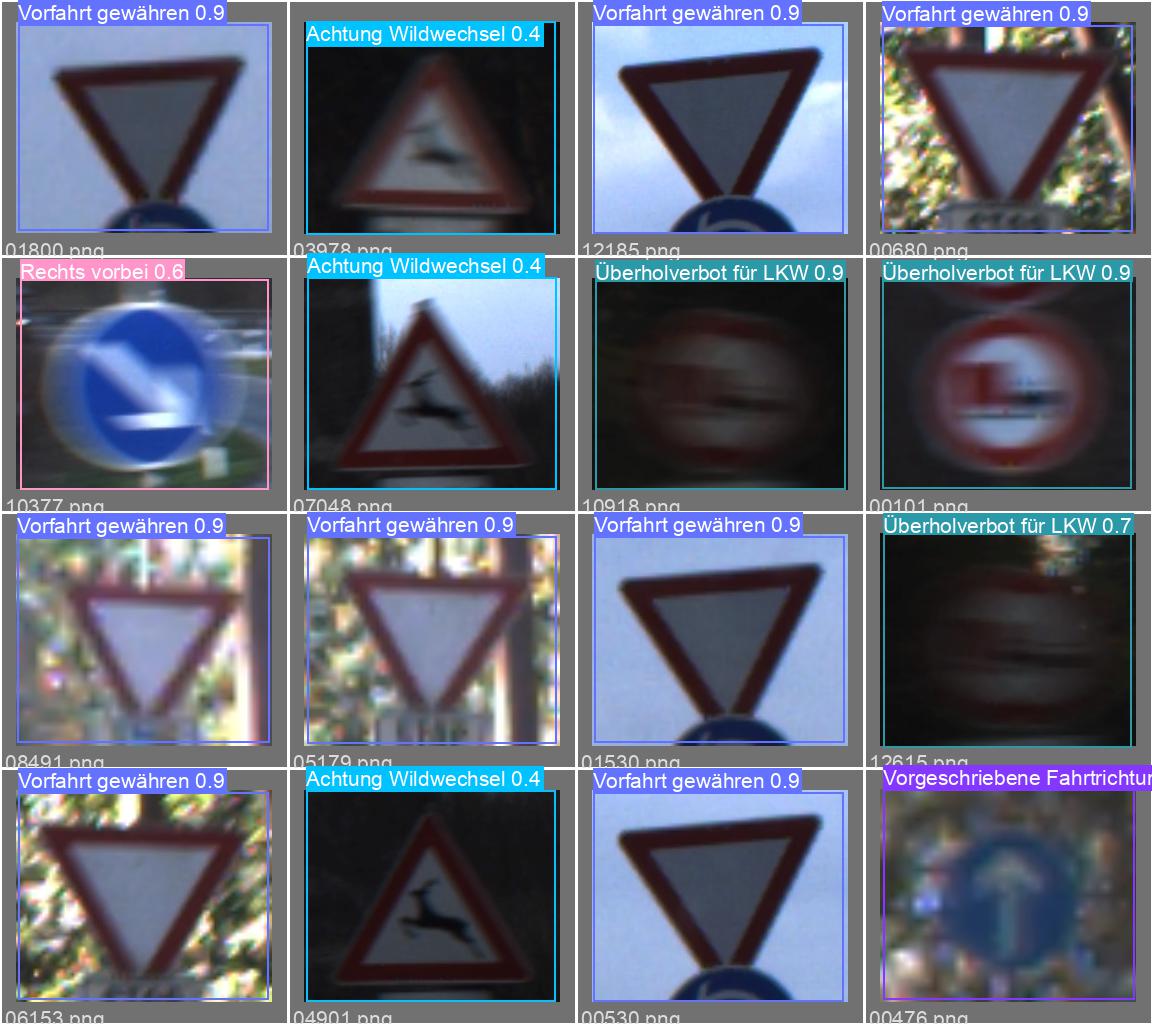 Vorfahrt gewähren 0.9
Achtung Wildwechsel 0.4
Vorfahrt gewähren 0.9
Vorfahrt gewähren 0.9
01800.png
03978.png
12185.png
00680.png
Rechts vorbei 0.6
Achtung Wildwechsel 0.4
Überholverbot für LKW 0.9
Überholverbot für LKW 0.9
10377.png
07048.png
10918.png
00101.png
Vorfahrt gewähren 0.9
Vorfahrt gewähren 0.9
Vorfahrt gewähren 0.9
Überholverbot für LKW 0.7
08491.png
05179.png
01530.png
12615.png
Vorfahrt gewähren 0.9
Achtung Wildwechsel 0.4
Vorfahrt gewähren 0.9
Vorgeschriebene Fahrtrichtun
06153.png
04901.png
00530.png
00476.png